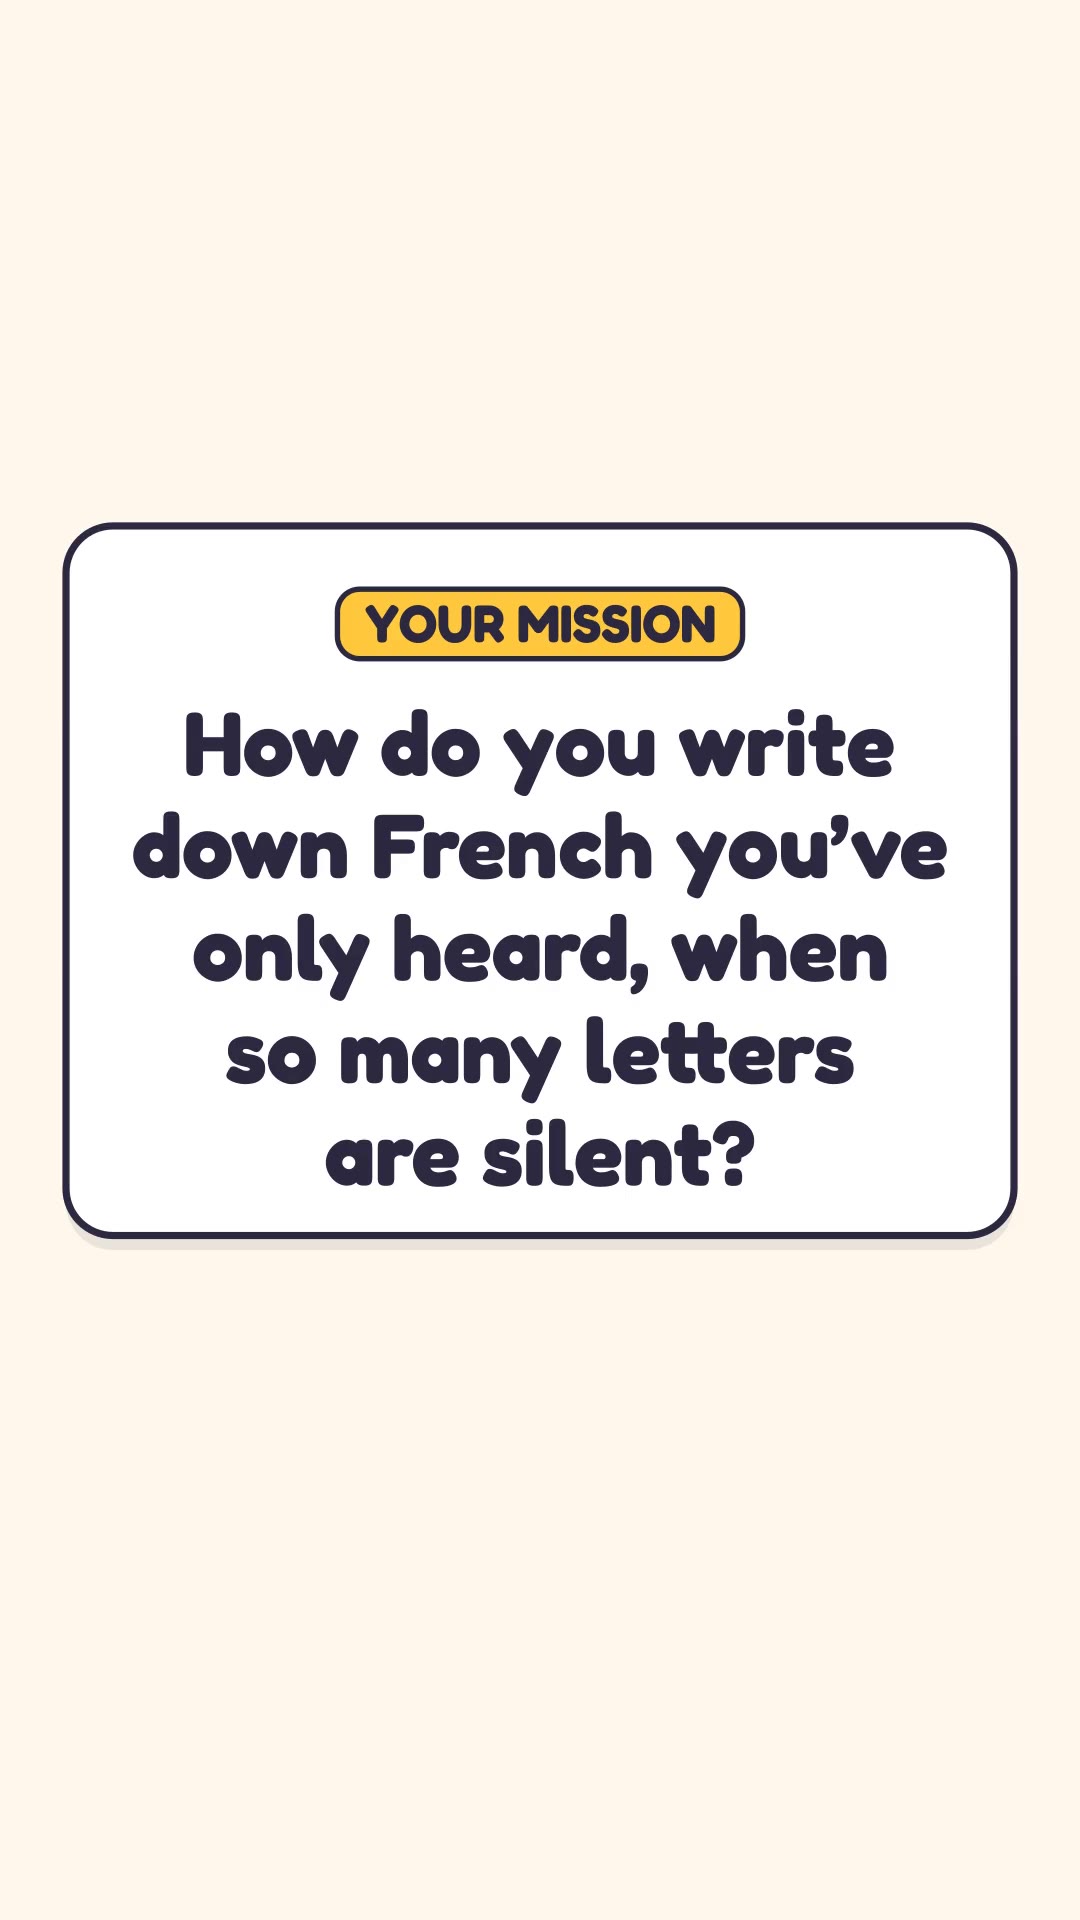 YOUR MISSION
How do you write
down French you’ve
only heard, when
so many letters
are silent?